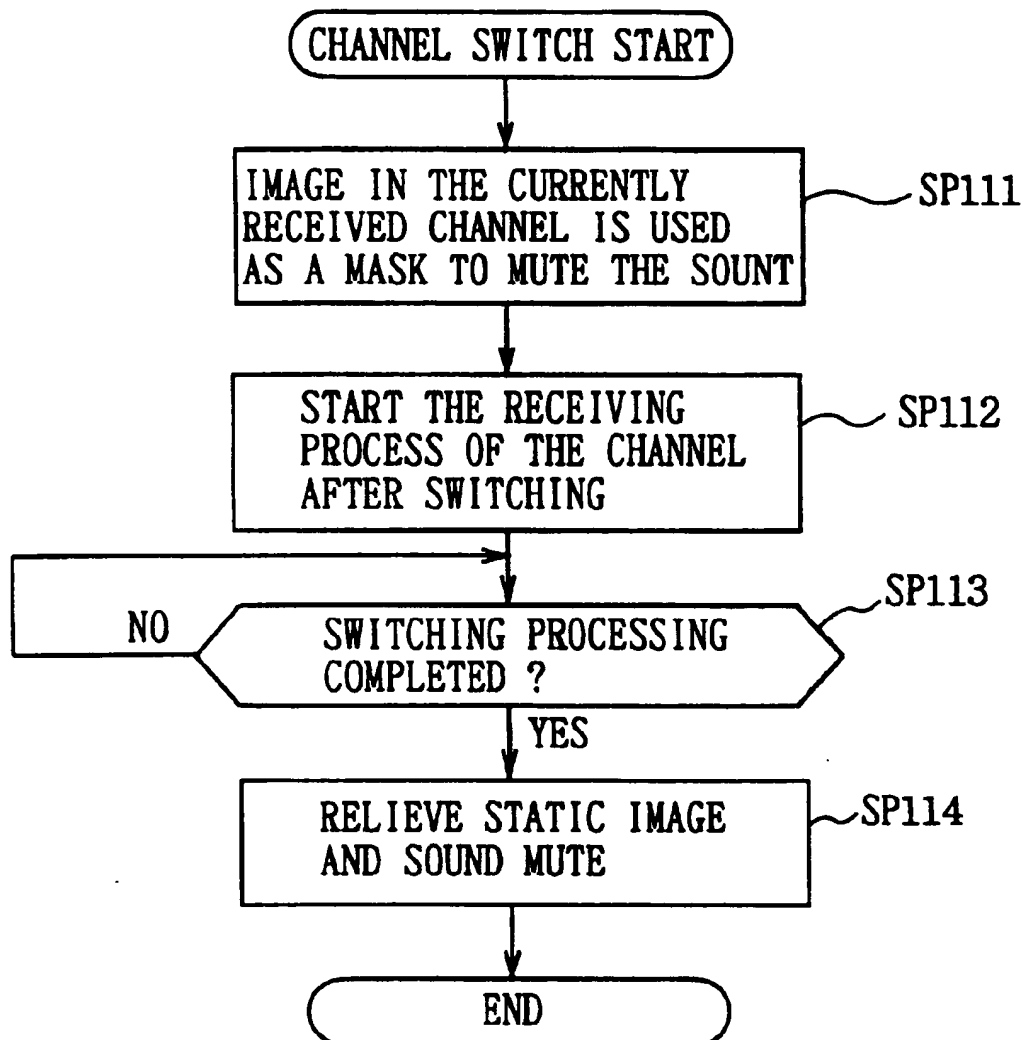 CHANNEL SWITCH START
IMAGE IN THE CURRENTLY
RECEIVED CHANNEL IS USED
AS A MASK TO MUTE THE SOUNT
SP111
START THE RECEIVING
PROCESS OF THE CHANNEL
AFTER SWITCHING
SP112
SP113
NO
SWITCHING PROCESSING
COMPLETED ?
YES
RELIEVE STATIC IMAGE
AND SOUND MUTE
SP114
END